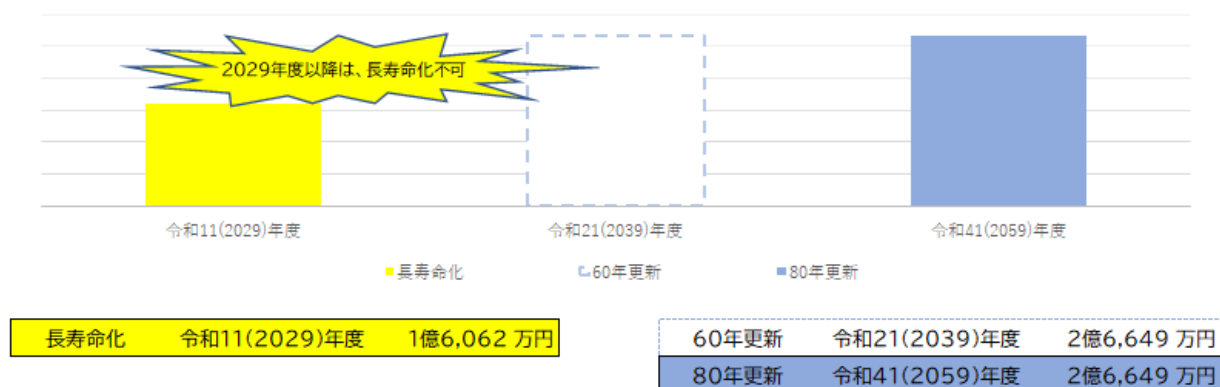 2029年度以降は、長寿命化不可
令和11(2029)年度 令和21(2039)年度 令和41(2059)年度
長寿命化 60年更新 80年更新
長寿命化 令和11(2029)年度 1億6,062 万円
60年更新 令和21(2039)年度 2億6,649 万円
80年更新 令和41(2059)年度 2億6,649 万円